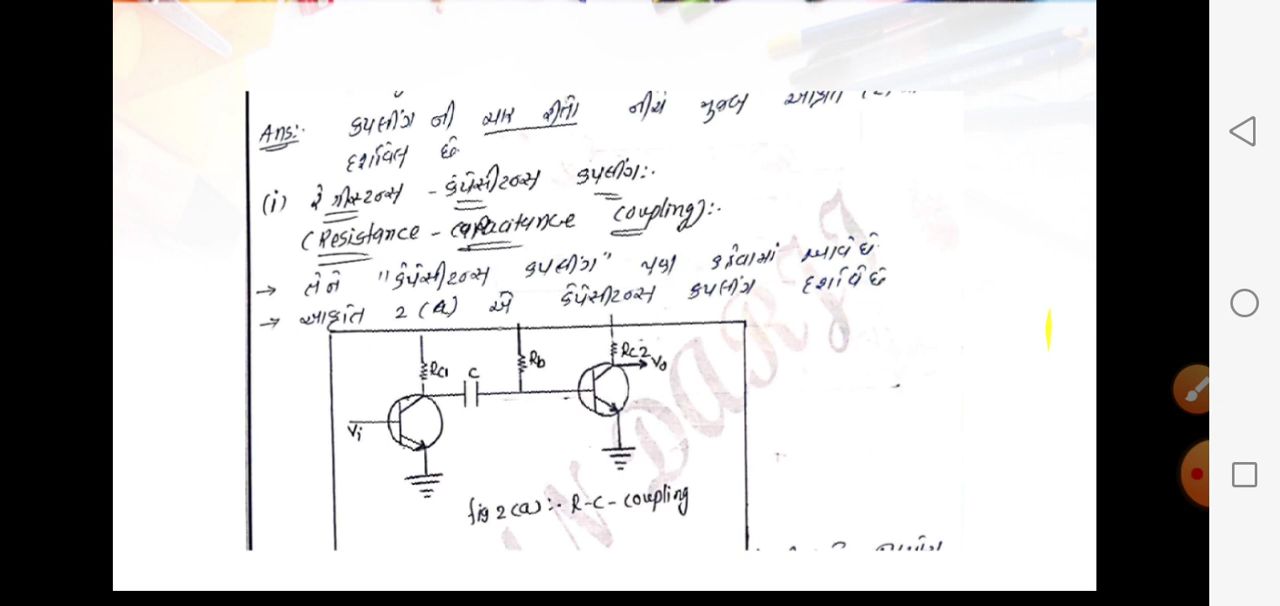 Ans:- કપલીંગ ની ચાર રીતો નીચે મુજબ
દર્શાવેલ છે.
(i) રેઝીસ્ટન્સ - કેપેસીટન્સ કપલીંગ:-
(Resistance - capacitance coupling):-
→ તેને "કેપેસીટન્સ કપલીંગ" પણ કહેવામાં આવે છે.
→ આકૃતિ 2 (a) એ કેપેસીટન્સ કપલીંગ દર્શાવે છે
Rc1 C Rb Rc2 Vo
Vi
fig 2(a):- R-C- coupling